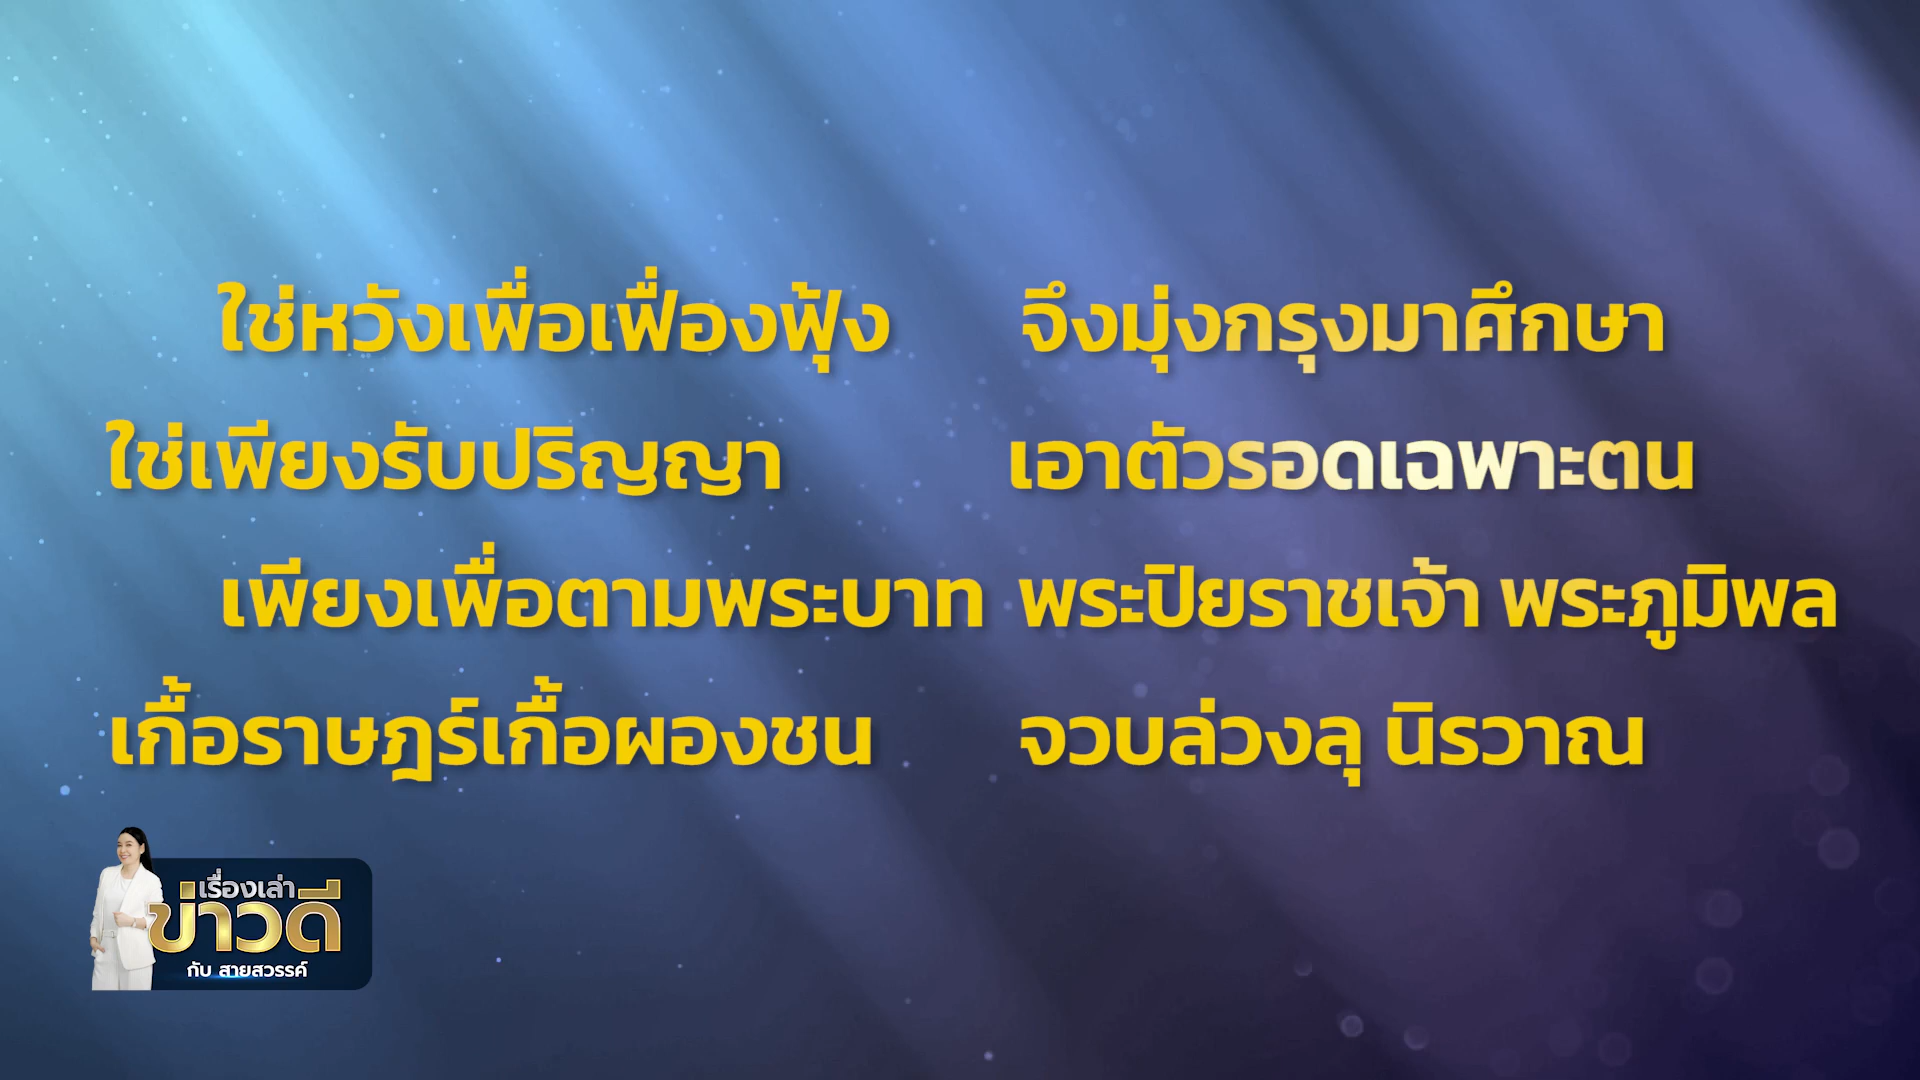 ใช่หวังเพื่อเฟื่องฟุ้ง จึงมุ่งกรุงมาศึกษา
ใช่เพียงรับปริญญา เอาตัวรอดเฉพาะตน
เพียงเพื่อตามพระบาท พระปิยราชเจ้า พระภูมิพล
เกื้อราษฎร์เกื้อผองชน จวบล่วงลุ นิรวาณ
เรื่องเล่า
ข่าวดี
กับ สายสวรรค์